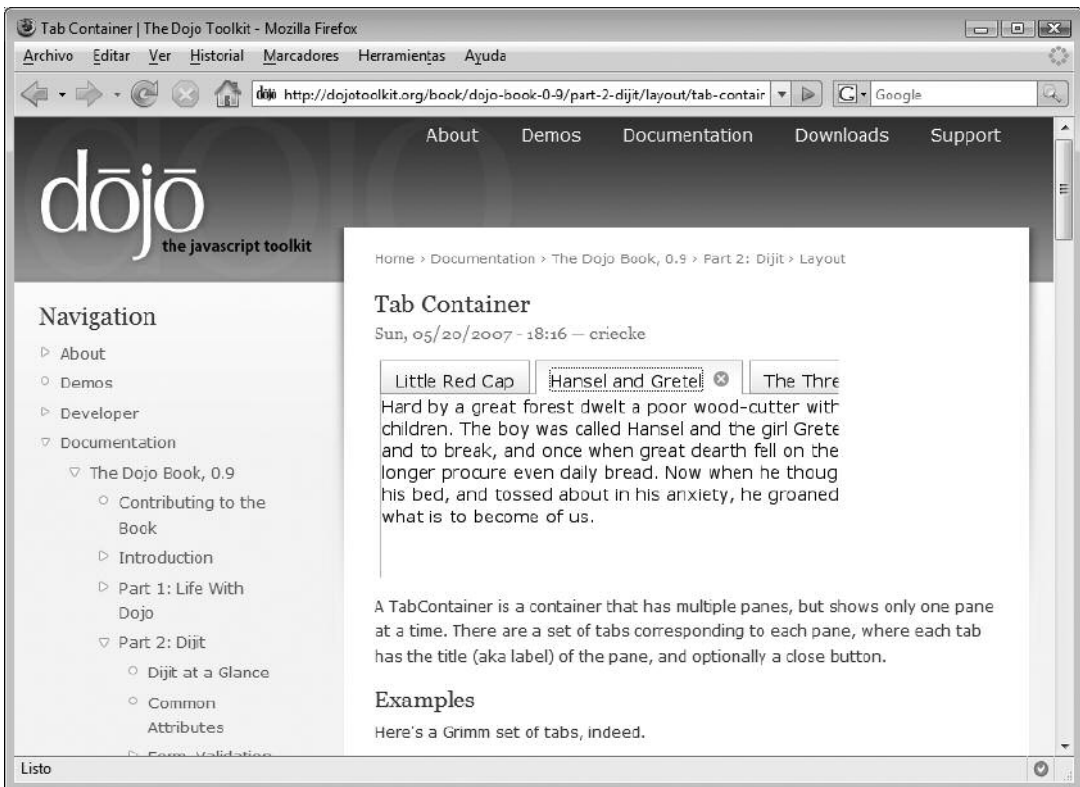 Tab Container | The Dojo Toolkit - Mozilla Firefox
Archivo Editar Ver Historial Marcadores Herramientas Ayuda
dojo http://dojotoolkit.org/book/dojo-book-0-9/part-2-dijit/layout/tab-contair G Google
About Demos Documentation Downloads Support
dōjō
the javascript toolkit
Home › Documentation › The Dojo Book, 0.9 › Part 2: Dijit › Layout
Tab Container
Sun, 05/20/2007 - 18:16 — criecke
Little Red Cap Hansel and Gretel The Thre
Hard by a great forest dwelt a poor wood-cutter with
children. The boy was called Hansel and the girl Grete
and to break, and once when great dearth fell on the
longer procure even daily bread. Now when he thoug
his bed, and tossed about in his anxiety, he groaned
what is to become of us.
A TabContainer is a container that has multiple panes, but shows only one pane
at a time. There are a set of tabs corresponding to each pane, where each tab
has the title (aka label) of the pane, and optionally a close button.
Examples
Here's a Grimm set of tabs, indeed.
Navigation
About
Demos
Developer
Documentation
The Dojo Book, 0.9
Contributing to the
Book
Introduction
Part 1: Life With
Dojo
Part 2: Dijit
Dijit at a Glance
Common
Attributes
Form, Validation
Listo